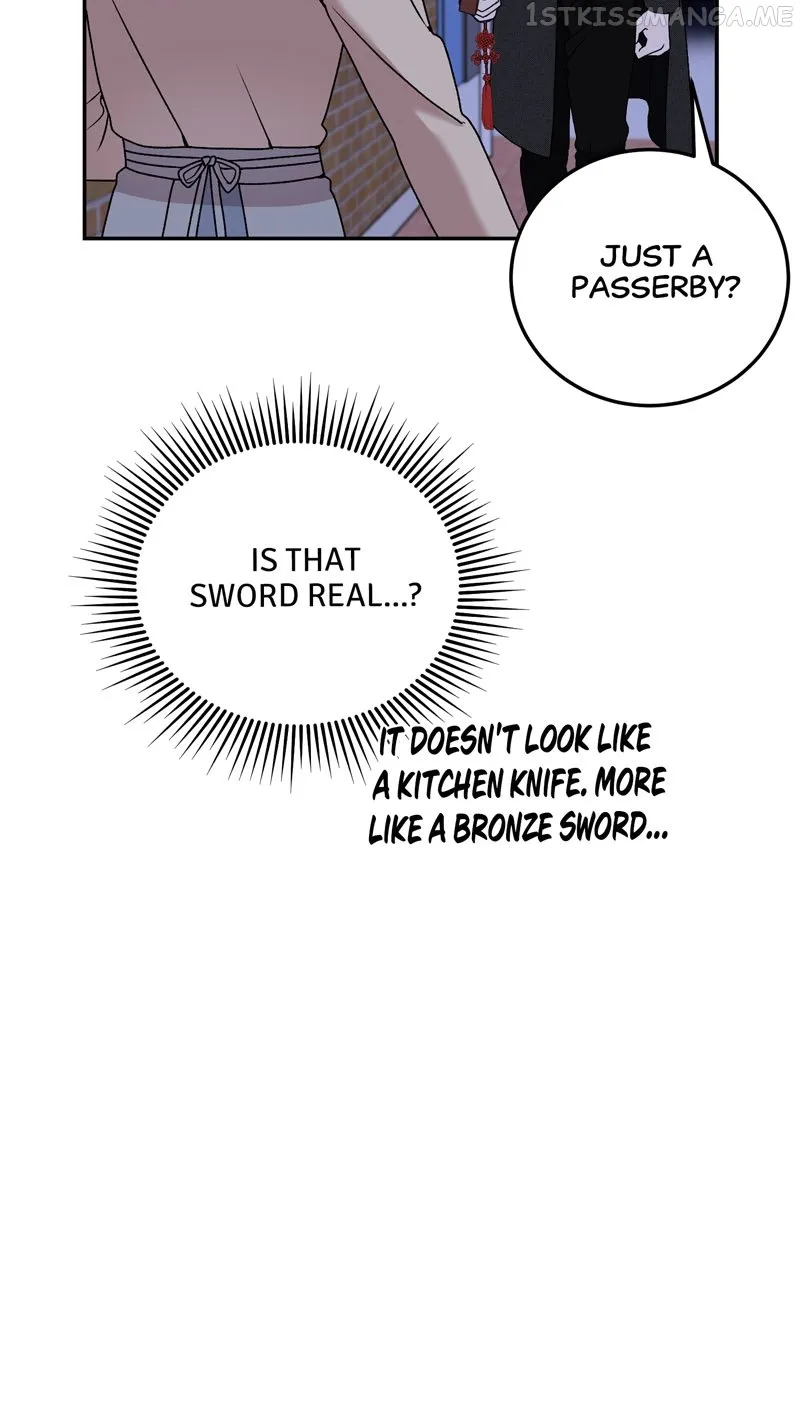 1STKISSMANGA.ME
JUST A
PASSERBY?
IS THAT
SWORD REAL...?
IT DOESN'T LOOK LIKE
A KITCHEN KNIFE. MORE
LIKE A BRONZE SWORD...